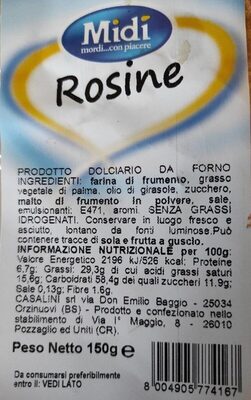 Midì
mordi...con piacere
Rosine
PRODOTTO DOLCIARIO DA FORNO
INGREDIENTI: farina di frumento, grasso
vegetale di palma, olio di girasole, zucchero,
malto di frumento in polvere, sale,
emulsionanti: E471, aromi. SENZA GRASSI
IDROGENATI. Conservare in luogo fresco e
asciutto, lontano da fonti luminose.Può
contenere tracce di soia e frutta a guscio.
INFORMAZIONE NUTRIZIONALE per 100g:
Valore Energetico 2196 kJ/526 kcal; Proteine
6,7g; Grassi: 29,3g di cui acidi grassi saturi
15,6g; Carboidrati 58,4g dei quali zuccheri 11.9g;
Sale 0,13g; Fibre 1.6g.
CASALINI srl via Don Emilio Baggio - 25034
Orzinuovi (BS) - Prodotto e confezionato nello
stabilimento di Via I° Maggio, 8 - 26010
Pozzaglio ed Uniti (CR).
Peso Netto 150g e
Da consumarsi preferibilmente
entro il: VEDI LATO
8 004905 774167